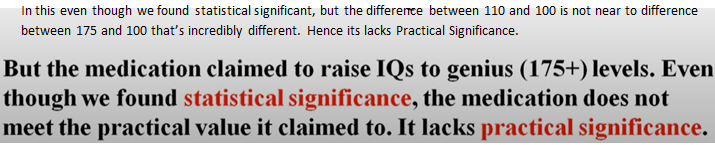 In this even though we found statistical significant, but the difference between 110 and 100 is not near to difference
between 175 and 100 that's incredibly different. Hence its lacks Practical Significance.
But the medication claimed to raise IQs to genius (175+) levels. Even
though we found statistical significance, the medication does not
meet the practical value it claimed to. It lacks practical significance.